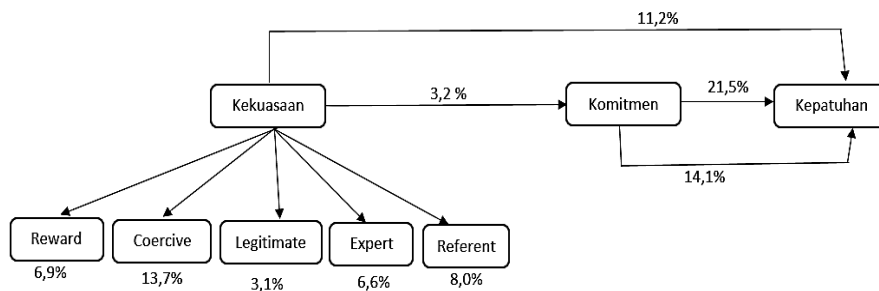 11,2%
Kekuasaan
3,2 %
Komitmen
21,5%
Kepatuhan
14,1%
Reward
Coercive
Legitimate
Expert
Referent
6,9%
13,7%
3,1%
6,6%
8,0%